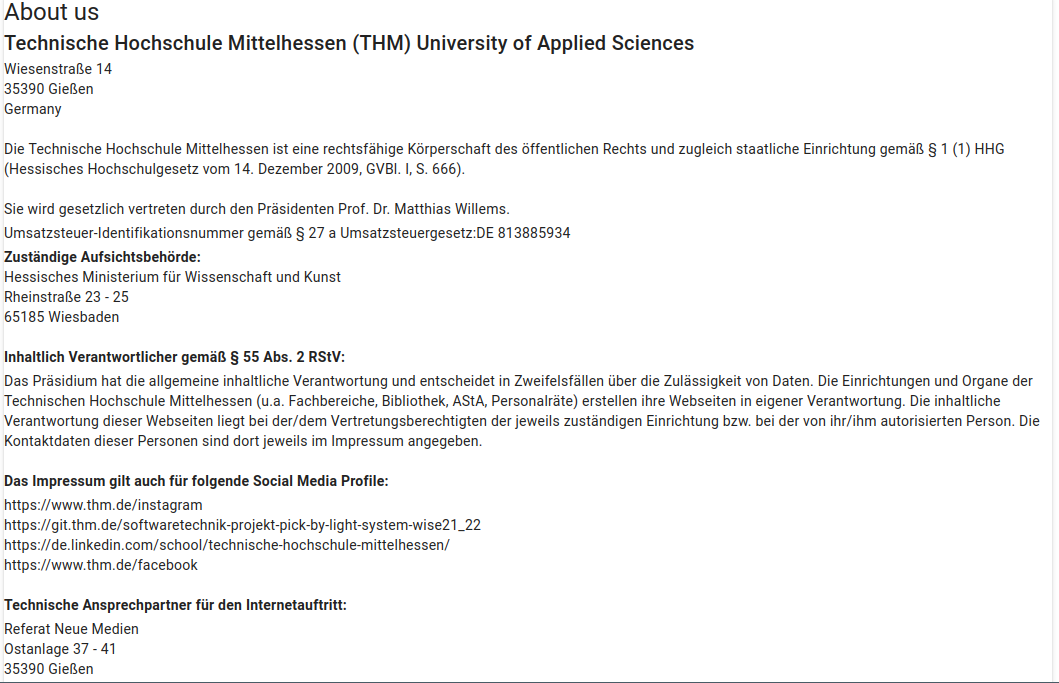 About us
Technische Hochschule Mittelhessen (THM) University of Applied Sciences
Wiesenstraße 14
35390 Gießen
Germany
Die Technische Hochschule Mittelhessen ist eine rechtsfähige Körperschaft des öffentlichen Rechts und zugleich staatliche Einrichtung gemäß § 1 (1) HHG
(Hessisches Hochschulgesetz vom 14. Dezember 2009, GVBl. I, S. 666).
Sie wird gesetzlich vertreten durch den Präsidenten Prof. Dr. Matthias Willems.
Umsatzsteuer-Identifikationsnummer gemäß § 27 a Umsatzsteuergesetz:DE 813885934
Zuständige Aufsichtsbehörde:
Hessisches Ministerium für Wissenschaft und Kunst
Rheinstraße 23 - 25
65185 Wiesbaden
Inhaltlich Verantwortlicher gemäß § 55 Abs. 2 RStV:
Das Präsidium hat die allgemeine inhaltliche Verantwortung und entscheidet in Zweifelsfällen über die Zulässigkeit von Daten. Die Einrichtungen und Organe der
Technischen Hochschule Mittelhessen (u.a. Fachbereiche, Bibliothek, AStA, Personalräte) erstellen ihre Webseiten in eigener Verantwortung. Die inhaltliche
Verantwortung dieser Webseiten liegt bei der/dem Vertretungsberechtigten der jeweils zuständigen Einrichtung bzw. bei der von ihr/ihm autorisierten Person. Die
Kontaktdaten dieser Personen sind dort jeweils im Impressum angegeben.
Das Impressum gilt auch für folgende Social Media Profile:
https://www.thm.de/instagram
https://git.thm.de/softwaretechnik-projekt-pick-by-light-system-wise21_22
https://de.linkedin.com/school/technische-hochschule-mittelhessen/
https://www.thm.de/facebook
Technische Ansprechpartner für den Internetauftritt:
Referat Neue Medien
Ostanlage 37 - 41
35390 Gießen